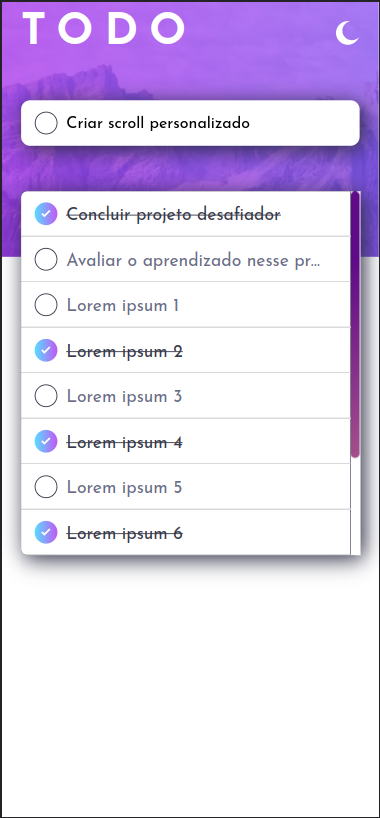 TODO
Criar scroll personalizado
Concluir projeto desafiador
Avaliar o aprendizado nesse pr...
Lorem ipsum 1
Lorem ipsum 2
Lorem ipsum 3
Lorem ipsum 4
Lorem ipsum 5
Lorem ipsum 6